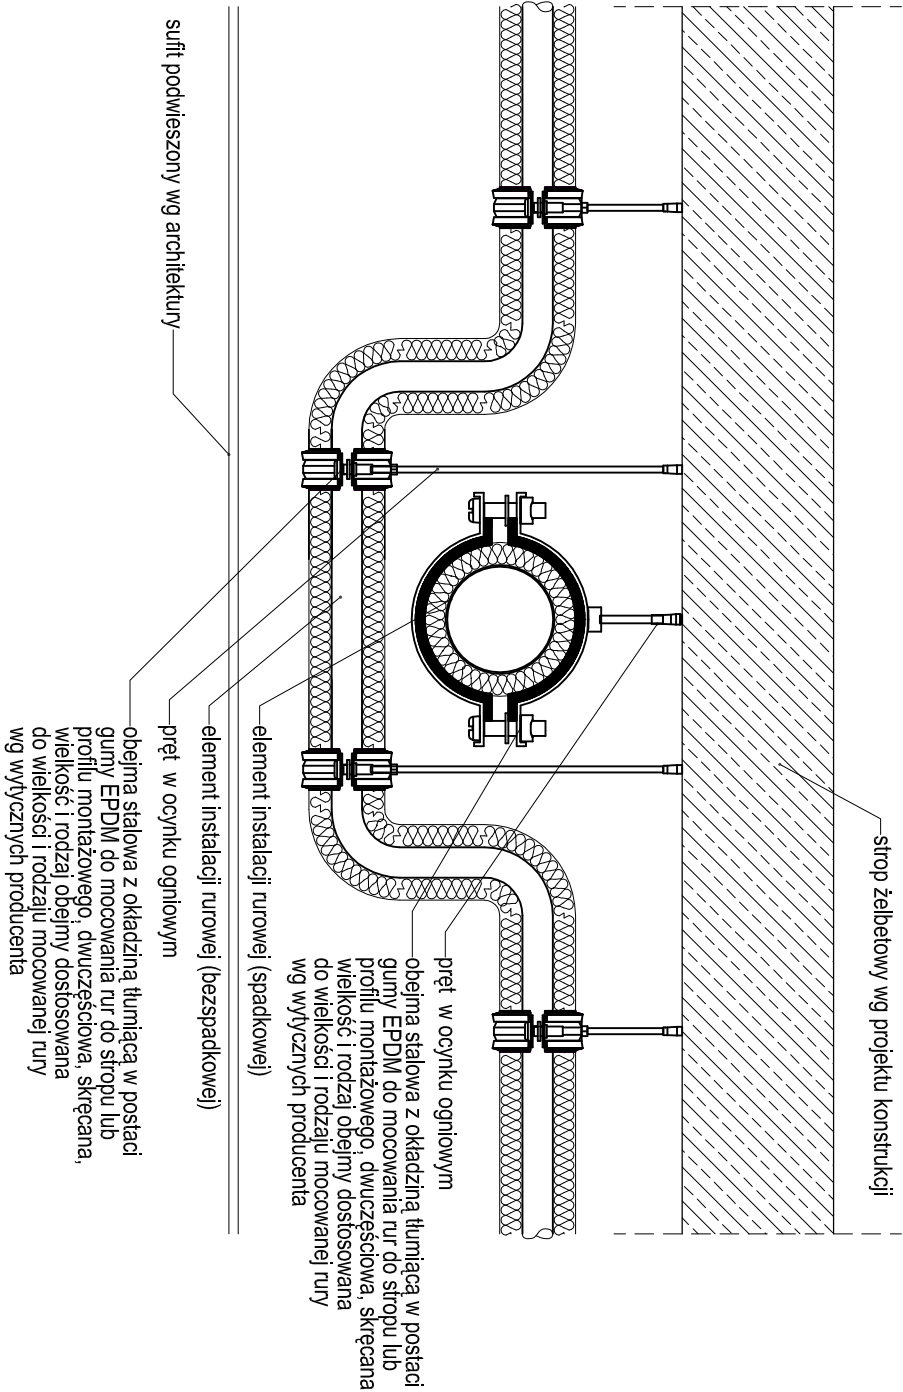 strop żelbetowy wg projektu konstrukcji
pręt w ocynku ogniowym
obejma stalowa z okładziną tłumiącą w postaci
gumy EPDM do mocowania rur do stropu lub
profilu montażowego, dwuczęściowa, skręcana
wielkość i rodzaj obejmy dostosowana
do wielkości i rodzaju mocowanej rury
wg wytycznych producenta
element instalacji rurowej (spadkowej)
element instalacji rurowej (bezspadkowej)
pręt w ocynku ogniowym
obejma stalowa z okładziną tłumiącą w postaci
gumy EPDM do mocowania rur do stropu lub
profilu montażowego, dwuczęściowa, skręcana,
wielkość i rodzaj obejmy dostosowana
do wielkości i rodzaju mocowanej rury
wg wytycznych producenta
sufit podwieszony wg architektury